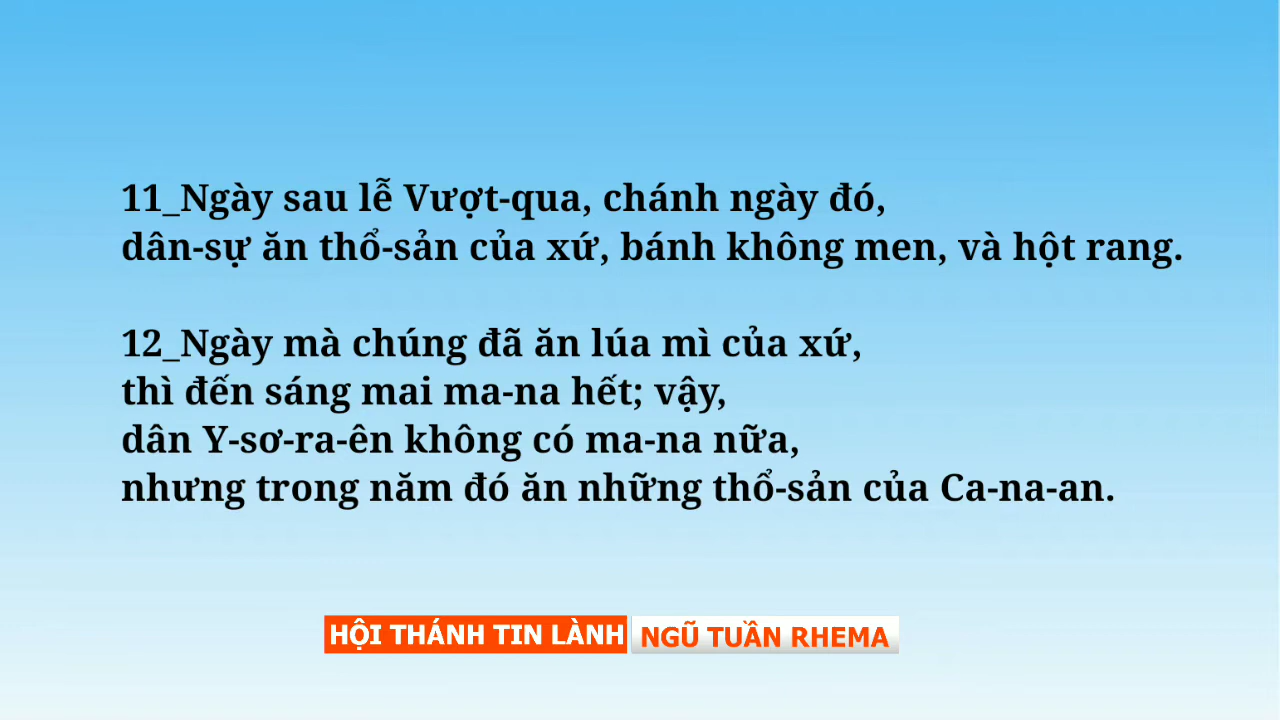 11_Ngày sau lễ Vượt-qua, chánh ngày đó,
dân-sự ăn thổ-sản của xứ, bánh không men, và hột rang.
12_Ngày mà chúng đã ăn lúa mì của xứ,
thì đến sáng mai ma-na hết; vậy,
dân Y-sơ-ra-ên không có ma-na nữa,
nhưng trong năm đó ăn những thổ-sản của Ca-na-an.
HỘI THÁNH TIN LÀNH NGŨ TUẦN RHEMA